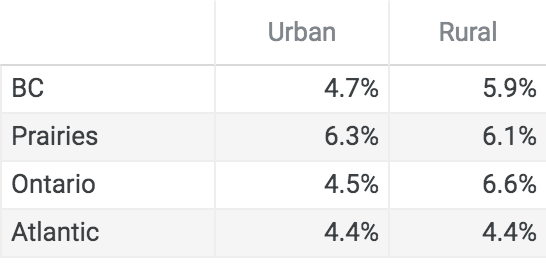 Urban Rural
BC 4.7% 5.9%
Prairies 6.3% 6.1%
Ontario 4.5% 6.6%
Atlantic 4.4% 4.4%